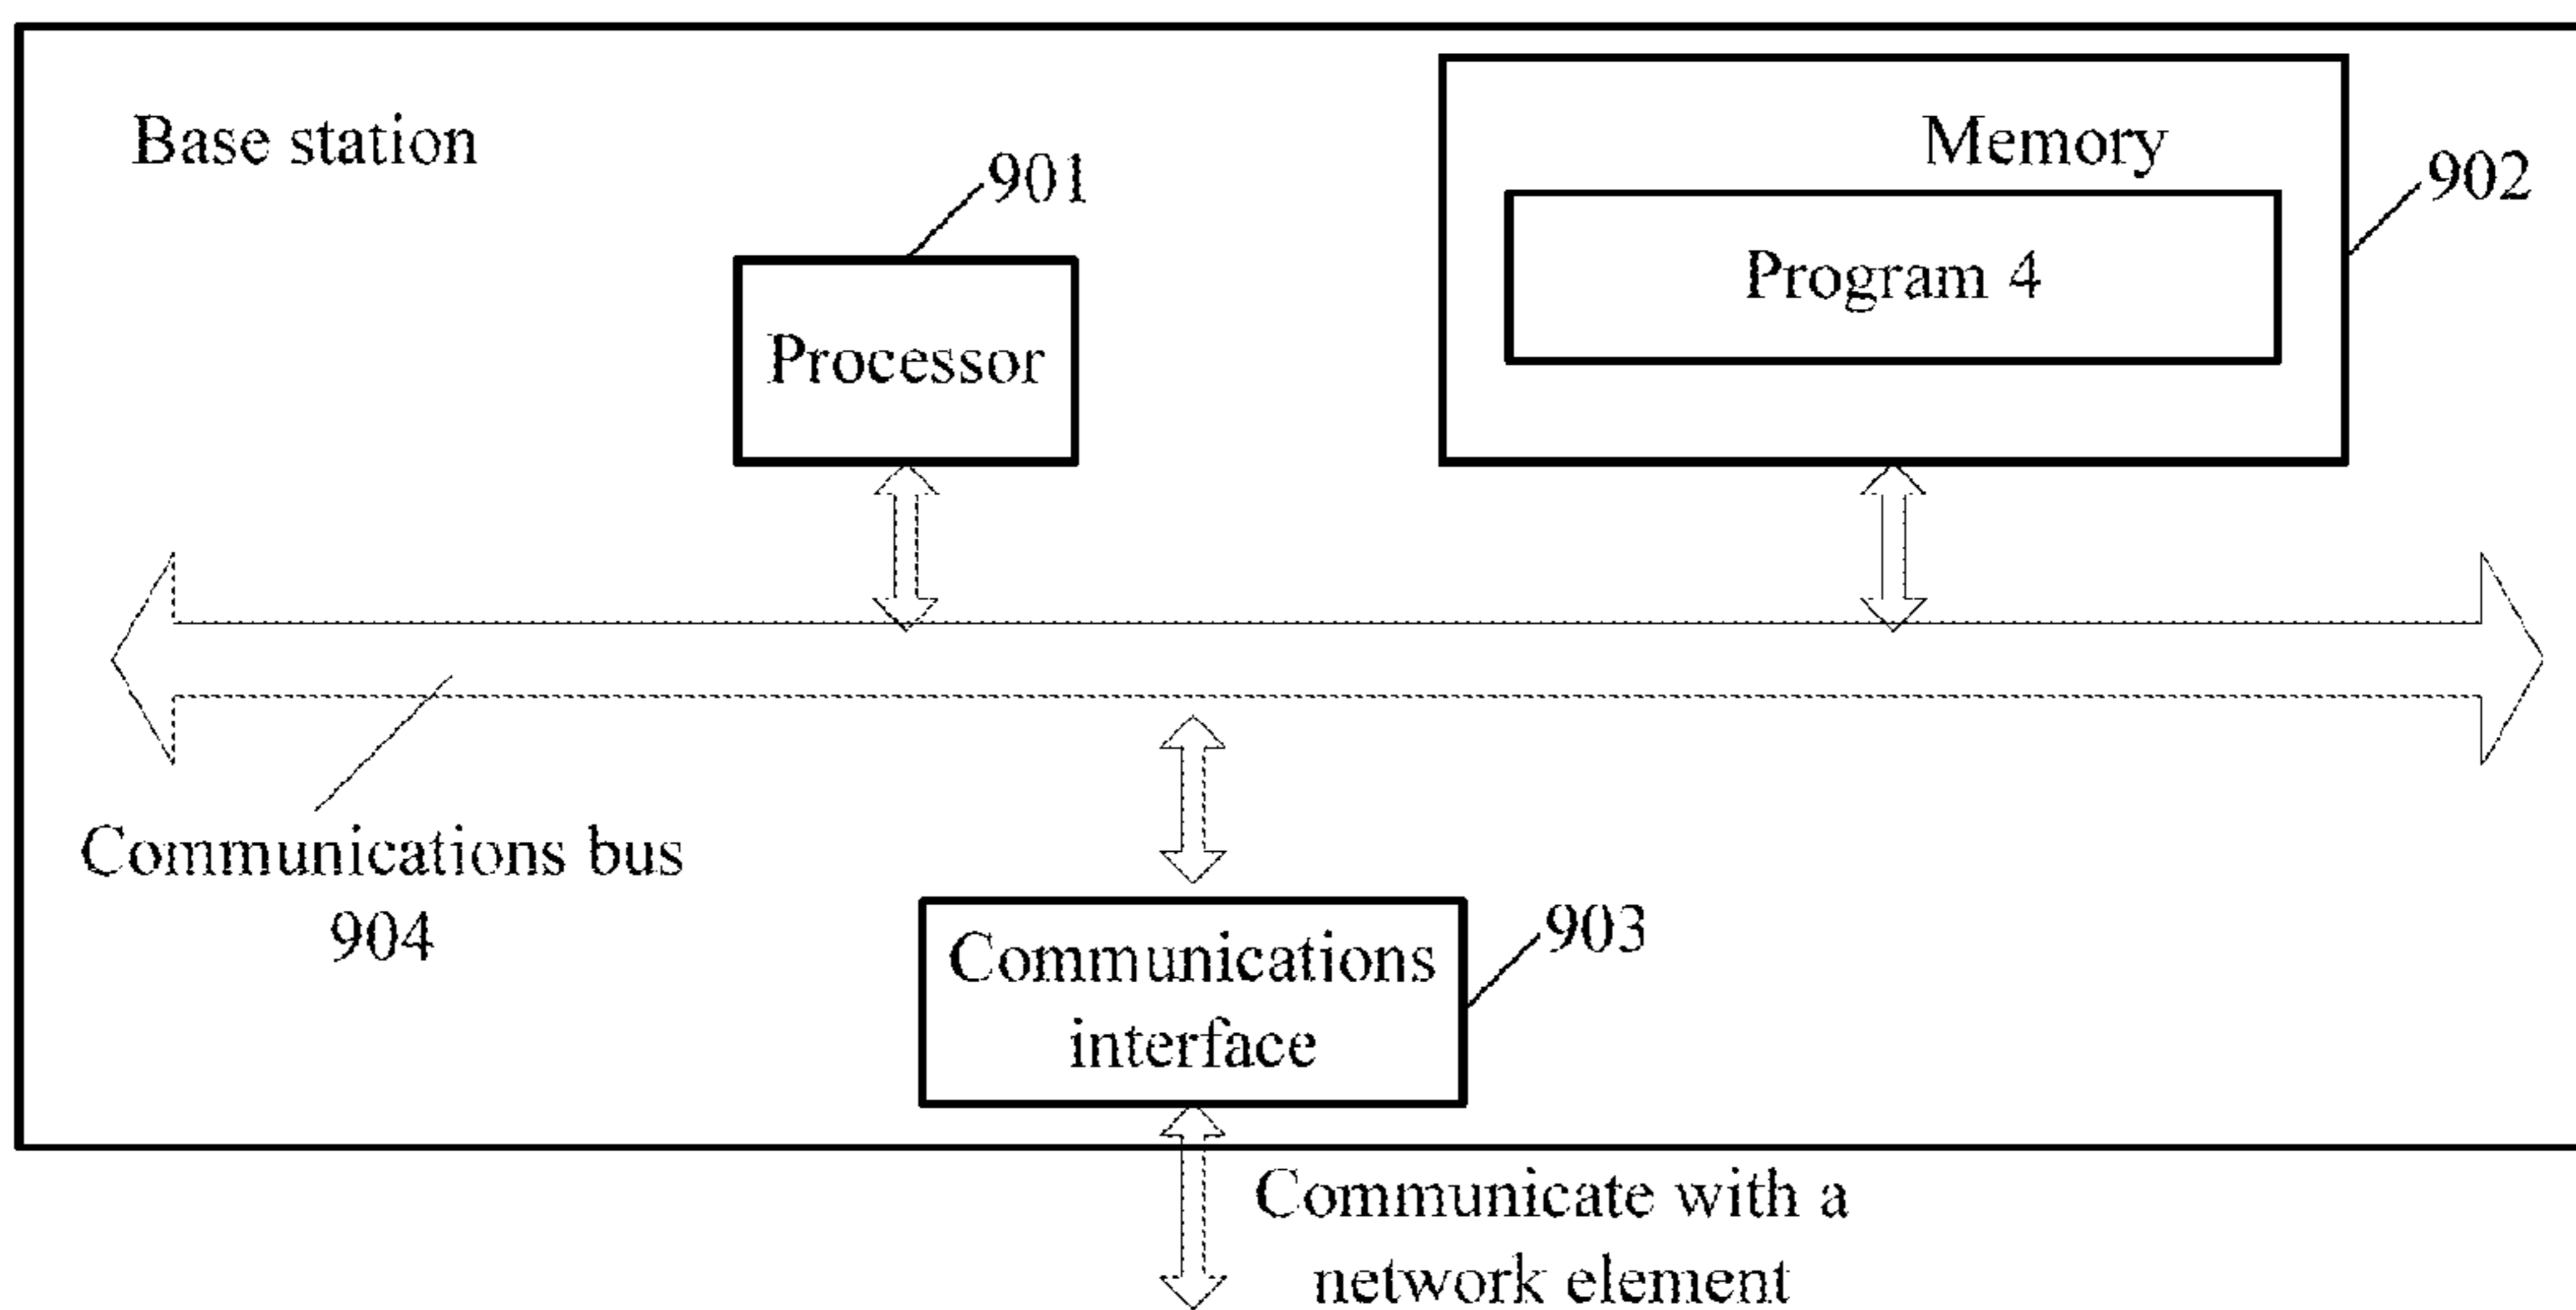 Base station
901
Processor
Memory
902
Program 4
Communications bus
904
Communications
interface
903
Communicate with a
network element